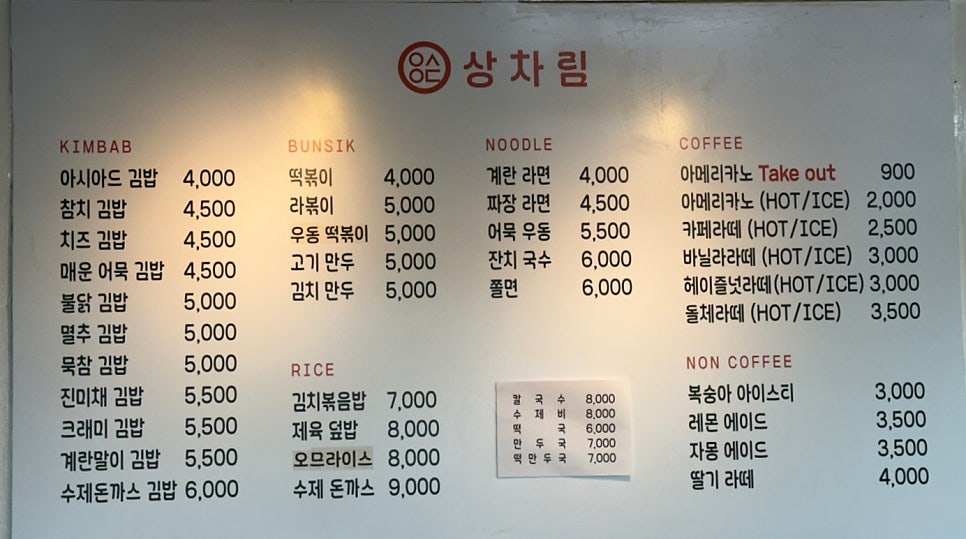 상차림
KIMBAB
아시아드 김밥 4,000
참치 김밥 4,500
치즈 김밥 4,500
매운 어묵 김밥 4,500
불닭 김밥 5,000
멸추 김밥 5,000
묵참 김밥 5,000
진미채 김밥 5,500
크래미 김밥 5,500
계란말이 김밥 5,500
수제돈까스 김밥 6,000
BUNSIK
떡볶이 4,000
라볶이 5,000
우동 떡볶이 5,000
고기 만두 5,000
김치 만두 5,000
RICE
김치볶음밥 7,000
제육 덮밥 8,000
오므라이스 8,000
수제 돈까스 9,000
NOODLE
계란 라면 4,000
짜장 라면 4,500
어묵 우동 5,500
잔치 국수 6,000
쫄면 6,000
칼국수 8,000
수제비 8,000
떡국 6,000
만두국 7,000
떡만두국 7,000
COFFEE
아메리카노 Take out 900
아메리카노 (HOT/ICE) 2,000
카페라떼 (HOT/ICE) 2,500
바닐라라떼 (HOT/ICE) 3,000
헤이즐넛라떼(HOT/ICE) 3,000
돌체라떼 (HOT/ICE) 3,500
NON COFFEE
복숭아 아이스티 3,000
레몬 에이드 3,500
자몽 에이드 3,500
딸기 라떼 4,000